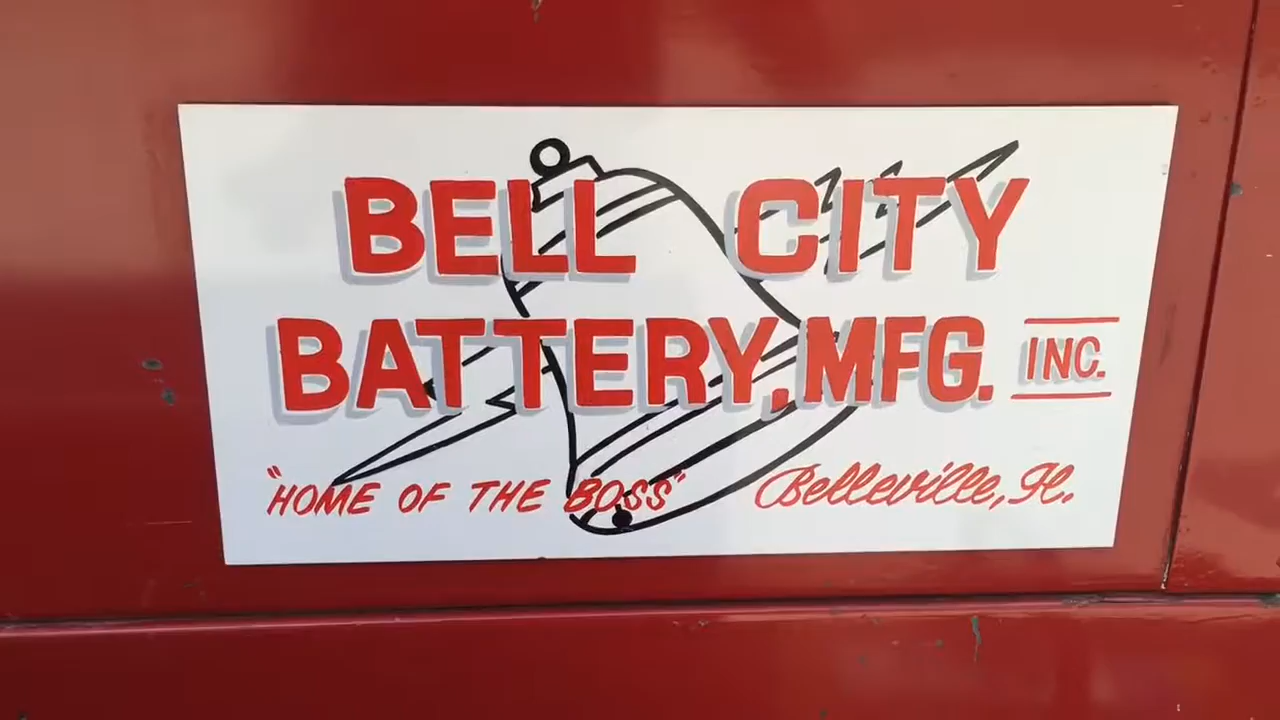 BELL CITY
BATTERY, MFG. INC.
"HOME OF THE BOSS" Belleville, Il.